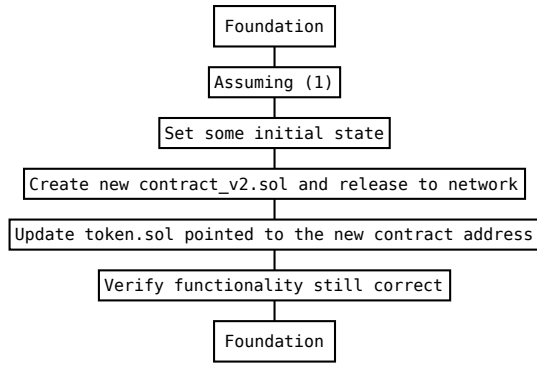 Foundation
Assuming (1)
Set some initial state
Create new contract_v2.sol and release to network
Update token.sol pointed to the new contract address
Verify functionality still correct
Foundation